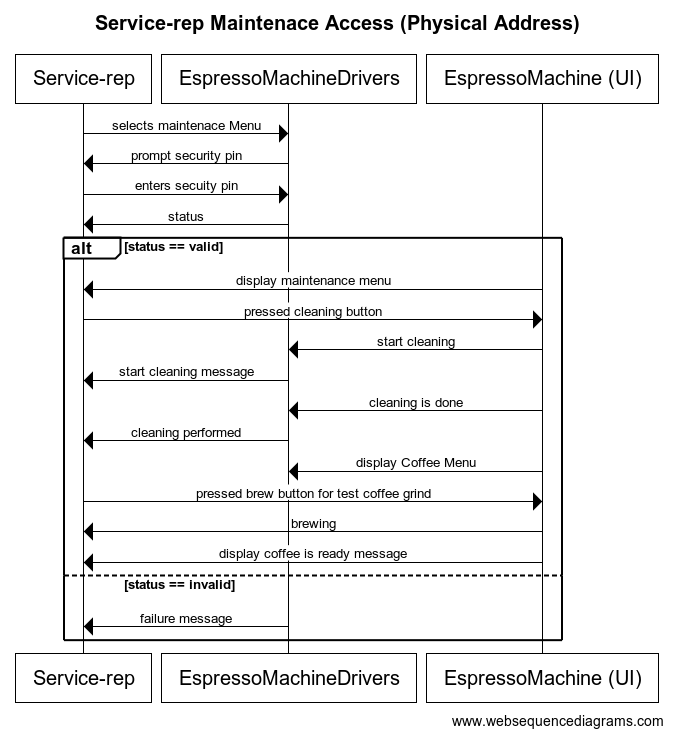 Service-rep Maintenace Access (Physical Address)
Service-rep
EspressoMachineDrivers
EspressoMachine (UI)
selects maintenace Menu
prompt security pin
enters secuity pin
status
alt
[status == valid]
display maintenance menu
pressed cleaning button
start cleaning
start cleaning message
cleaning is done
cleaning performed
display Coffee Menu
pressed brew button for test coffee grind
brewing
display coffee is ready message
[status == invalid]
failure message
Service-rep
EspressoMachineDrivers
EspressoMachine (UI)
www.websequencediagrams.com